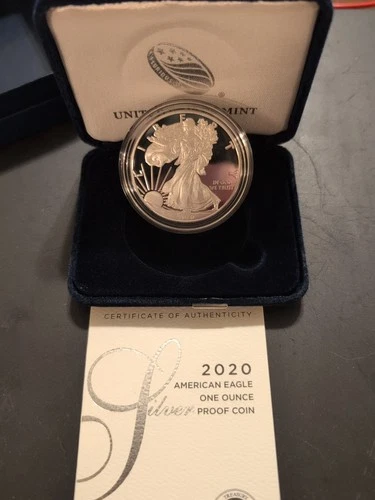 UNITED STATES MINT
LIBERTY
IN GOD
WE TRUST
CERTIFICATE OF AUTHENTICITY
2020
AMERICAN EAGLE
ONE OUNCE
Silver PROOF COIN
TREASURY